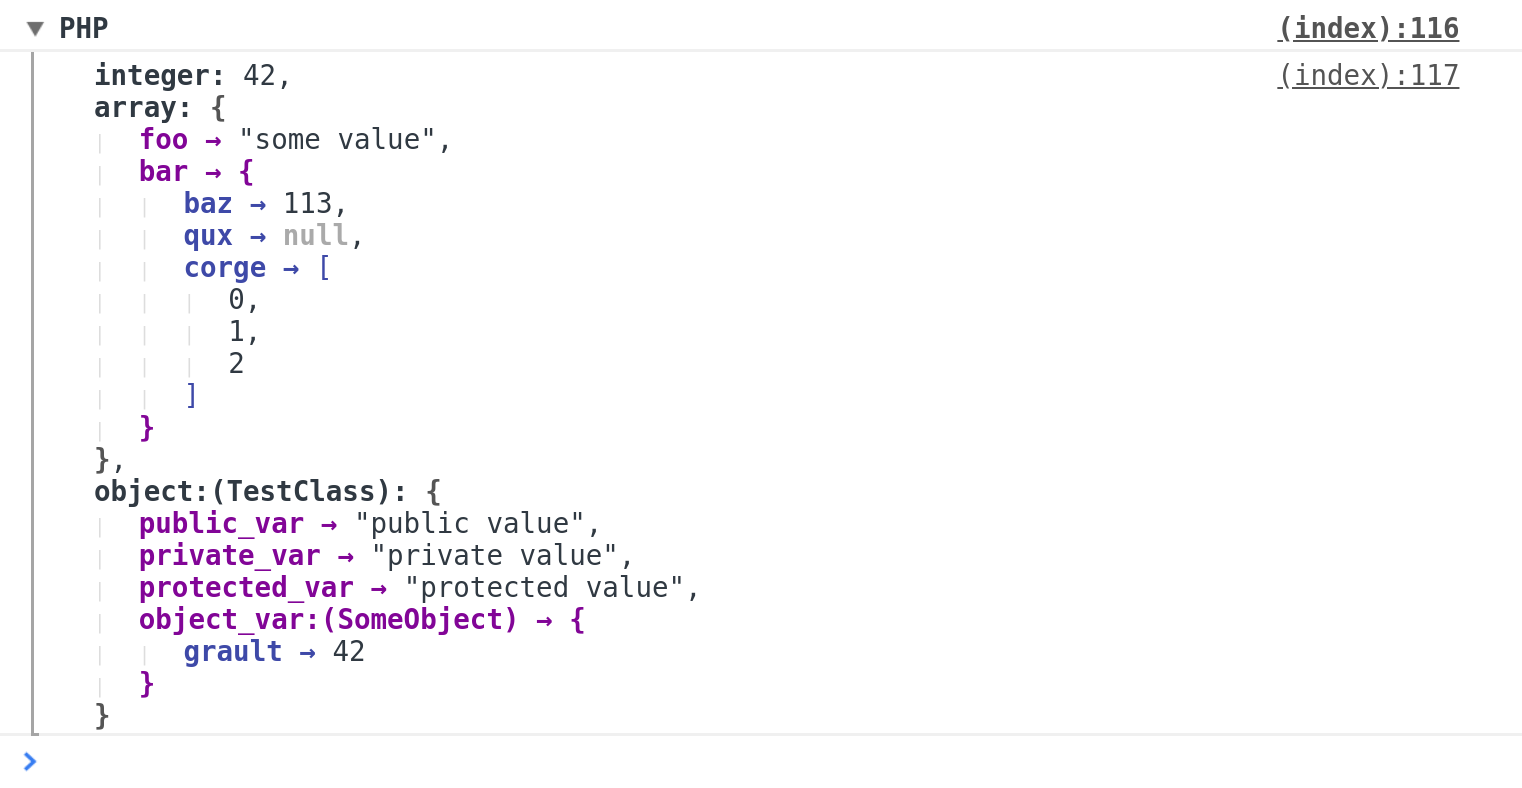 ▼ PHP (index):116
integer: 42, (index):117
array: {
foo → "some value",
bar → {
baz → 113,
qux → null,
corge → [
0,
1,
2
]
}
},
object:(TestClass): {
public_var → "public value",
private_var → "private value",
protected_var → "protected value",
object_var:(SomeObject) → {
grault → 42
}
}